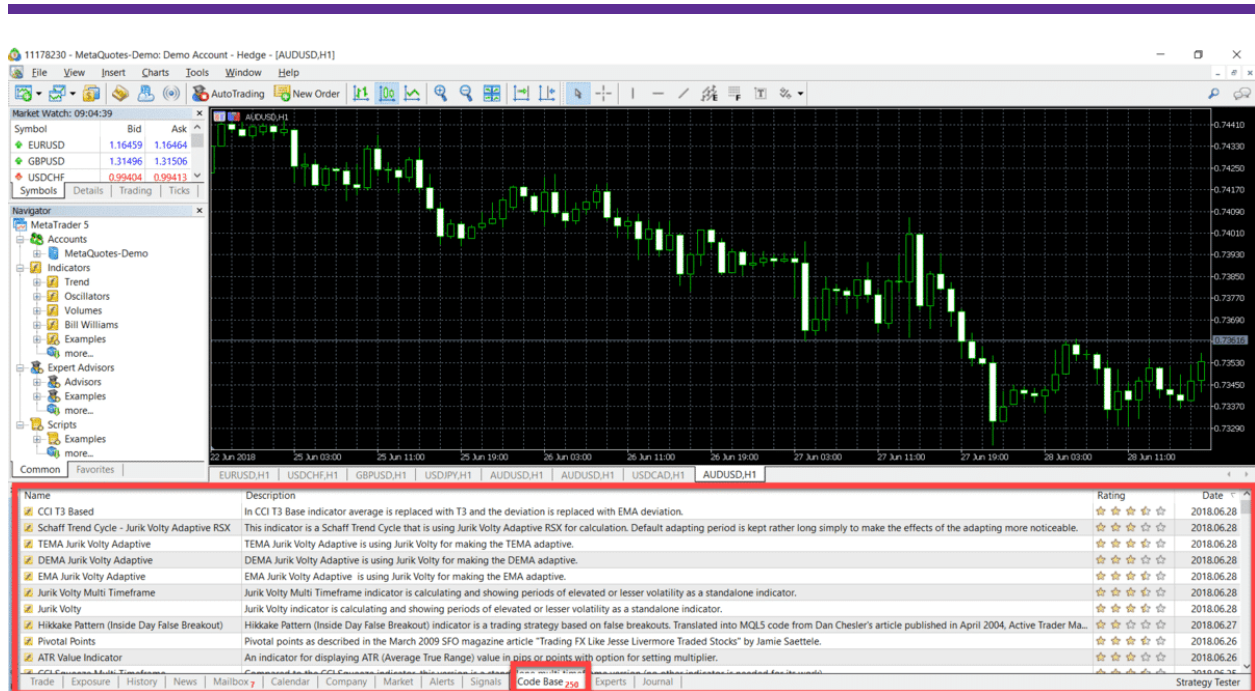 11178230 - MetaQuotes-Demo: Demo Account - Hedge - [AUDUSD,H1]
File View Insert Charts Tools Window Help
AutoTrading New Order
Market Watch: 09:04:39
Symbol Bid Ask
EURUSD 1.16459 1.16464
GBPUSD 1.31496 1.31506
USDCHF 0.99404 0.99413
Symbols Details Trading Ticks
Navigator
MetaTrader 5
Accounts
MetaQuotes-Demo
Indicators
Trend
Oscillators
Volumes
Bill Williams
Examples
more...
Expert Advisors
Advisors
Examples
more...
Scripts
Examples
more...
Common Favorites
AUDUSD,H1
0.74410
0.74330
0.74250
0.74170
0.74090
0.74010
0.73930
0.73850
0.73770
0.73690
0.73616
0.73530
0.73450
0.73370
0.73290
22 Jun 2018 25 Jun 03:00 25 Jun 11:00 25 Jun 19:00 26 Jun 03:00 26 Jun 11:00 26 Jun 19:00 27 Jun 03:00 27 Jun 11:00 27 Jun 19:00 28 Jun 03:00 28 Jun 11:00
EURUSD,H1 USDCHF,H1 GBPUSD,H1 USDJPY,H1 AUDUSD,H1 AUDUSD,H1 USDCAD,H1 AUDUSD,H1
Name Description Rating Date
CCI T3 Based In CCI T3 Base indicator average is replaced with T3 and the deviation is replaced with EMA deviation. 2018.06.28
Schaff Trend Cycle - Jurik Volty Adaptive RSX This indicator is a Schaff Trend Cycle that is using Jurik Volty Adaptive RSX for calculation. Default adapting period is kept rather long simply to make the effects of the adapting more noticeable. 2018.06.28
TEMA Jurik Volty Adaptive TEMA Jurik Volty Adaptive is using Jurik Volty for making the TEMA adaptive. 2018.06.28
DEMA Jurik Volty Adaptive DEMA Jurik Volty Adaptive is using Jurik Volty for making the DEMA adaptive. 2018.06.28
EMA Jurik Volty Adaptive EMA Jurik Volty Adaptive is using Jurik Volty for making the EMA adaptive. 2018.06.28
Jurik Volty Multi Timeframe Jurik Volty Multi Timeframe indicator is calculating and showing periods of elevated or lesser volatility as a standalone indicator. 2018.06.28
Jurik Volty Jurik Volty indicator is calculating and showing periods of elevated or lesser volatility as a standalone indicator. 2018.06.28
Hikkake Pattern (Inside Day False Breakout) Hikkake Pattern (Inside Day False Breakout) indicator is a trading strategy based on false breakouts. Translated into MQL5 code from Dan Chesler's article published in April 2004, Active Trader Ma... 2018.06.27
Pivotal Points Pivotal points as described in the March 2009 SFO magazine article "Trading FX Like Jesse Livermore Traded Stocks" by Jamie Saettele. 2018.06.26
ATR Value Indicator An indicator for displaying ATR (Average True Range) value in pips or points with option for setting multiplier. 2018.06.26
Trade Exposure History News Mailbox 7 Calendar Company Market Alerts Signals Code Base 250 Experts Journal Strategy Tester